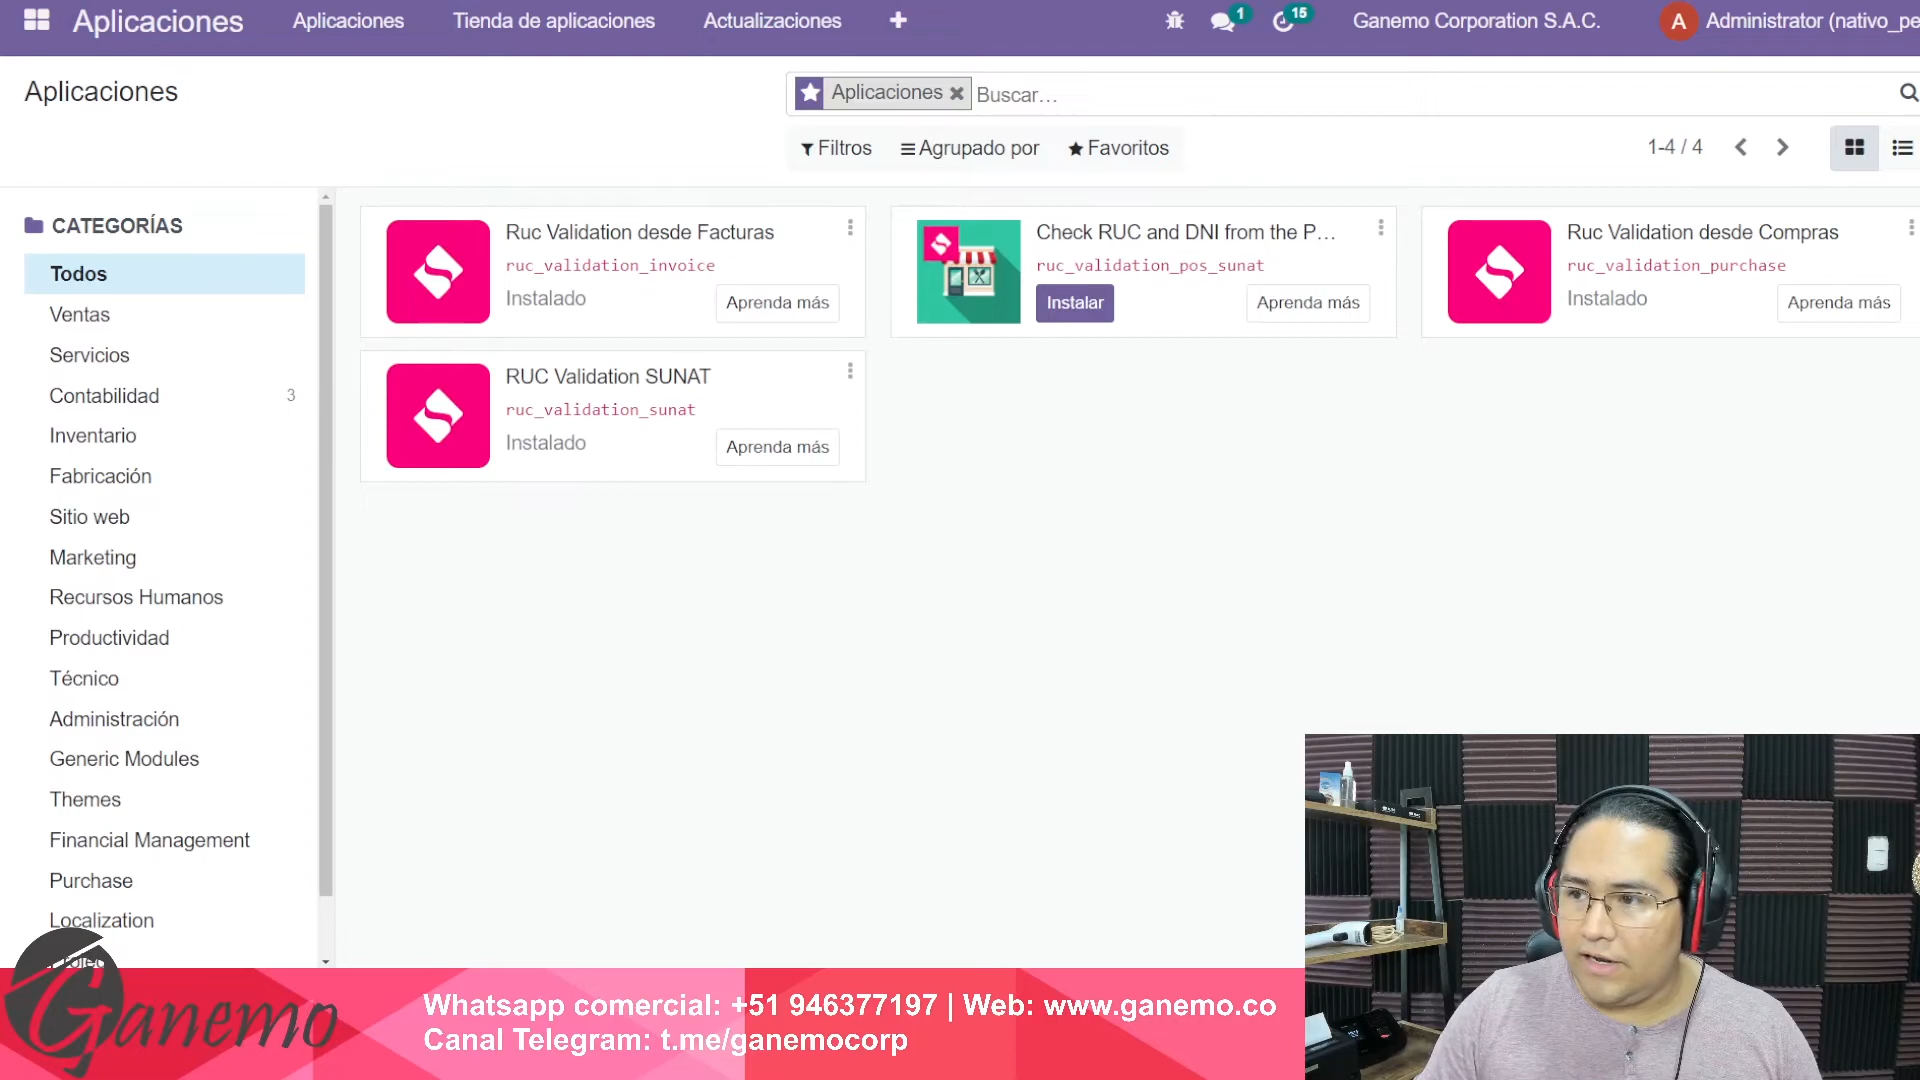 Aplicaciones
Aplicaciones
Tienda de aplicaciones
Actualizaciones
1
15
Ganemo Corporation S.A.C.
A
Administrator (nativo_pe
Aplicaciones
Aplicaciones
Buscar...
Filtros
Agrupado por
Favoritos
1-4 / 4
CATEGORÍAS
Todos
Ventas
Servicios
Contabilidad 3
Inventario
Fabricación
Sitio web
Marketing
Recursos Humanos
Productividad
Técnico
Administración
Generic Modules
Themes
Financial Management
Purchase
Localization
Ruc Validation desde Facturas
ruc_validation_invoice
Instalado
Aprenda más
Check RUC and DNI from the P...
ruc_validation_pos_sunat
Instalar
Aprenda más
Ruc Validation desde Compras
ruc_validation_purchase
Instalado
Aprenda más
RUC Validation SUNAT
ruc_validation_sunat
Instalado
Aprenda más
Ganemo
Whatsapp comercial: +51 946377197 | Web: www.ganemo.co
Canal Telegram: t.me/ganemocorp